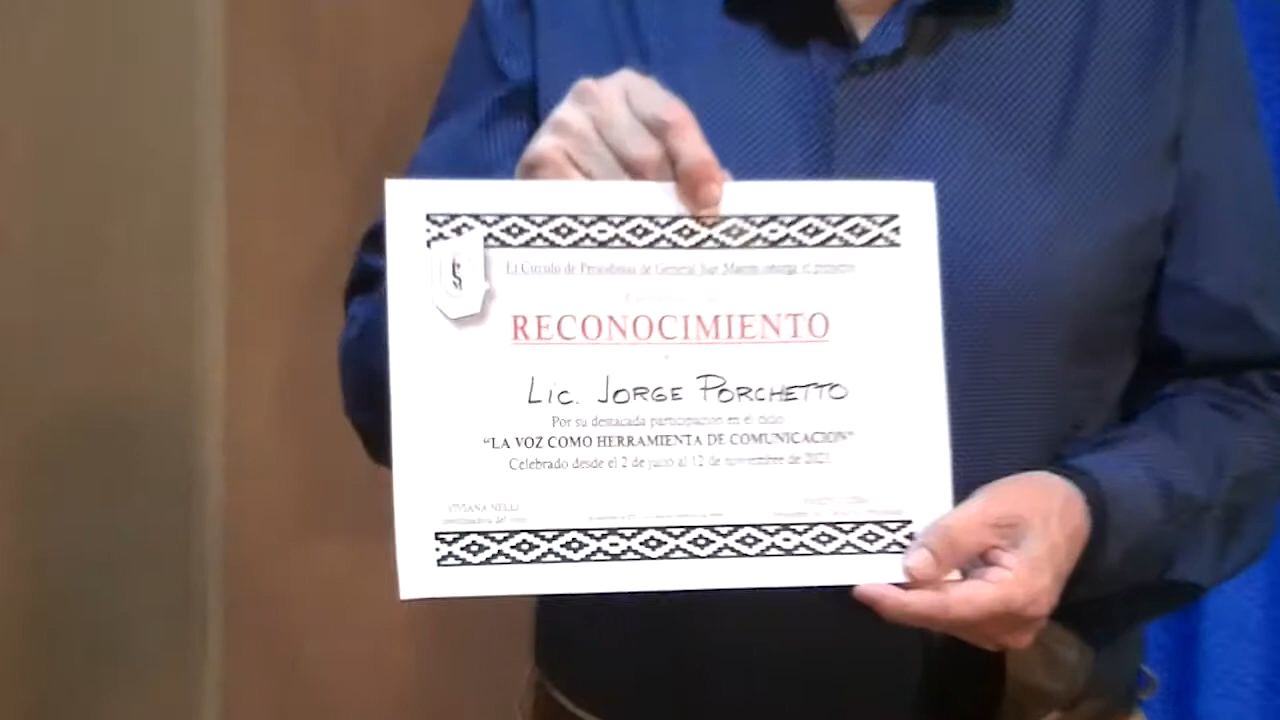 El Circulo de Periodistas de General San Martín otorga el presente
RECONOCIMIENTO
a
Lic. JORGE PORCHETTO
Por su destacada participacion en el ciclo
“LA VOZ COMO HERRAMIENTA DE COMUNICACION”
Celebrado desde el 2 de julio al 12 de noviembre de 2021
VIVIANA NELLI